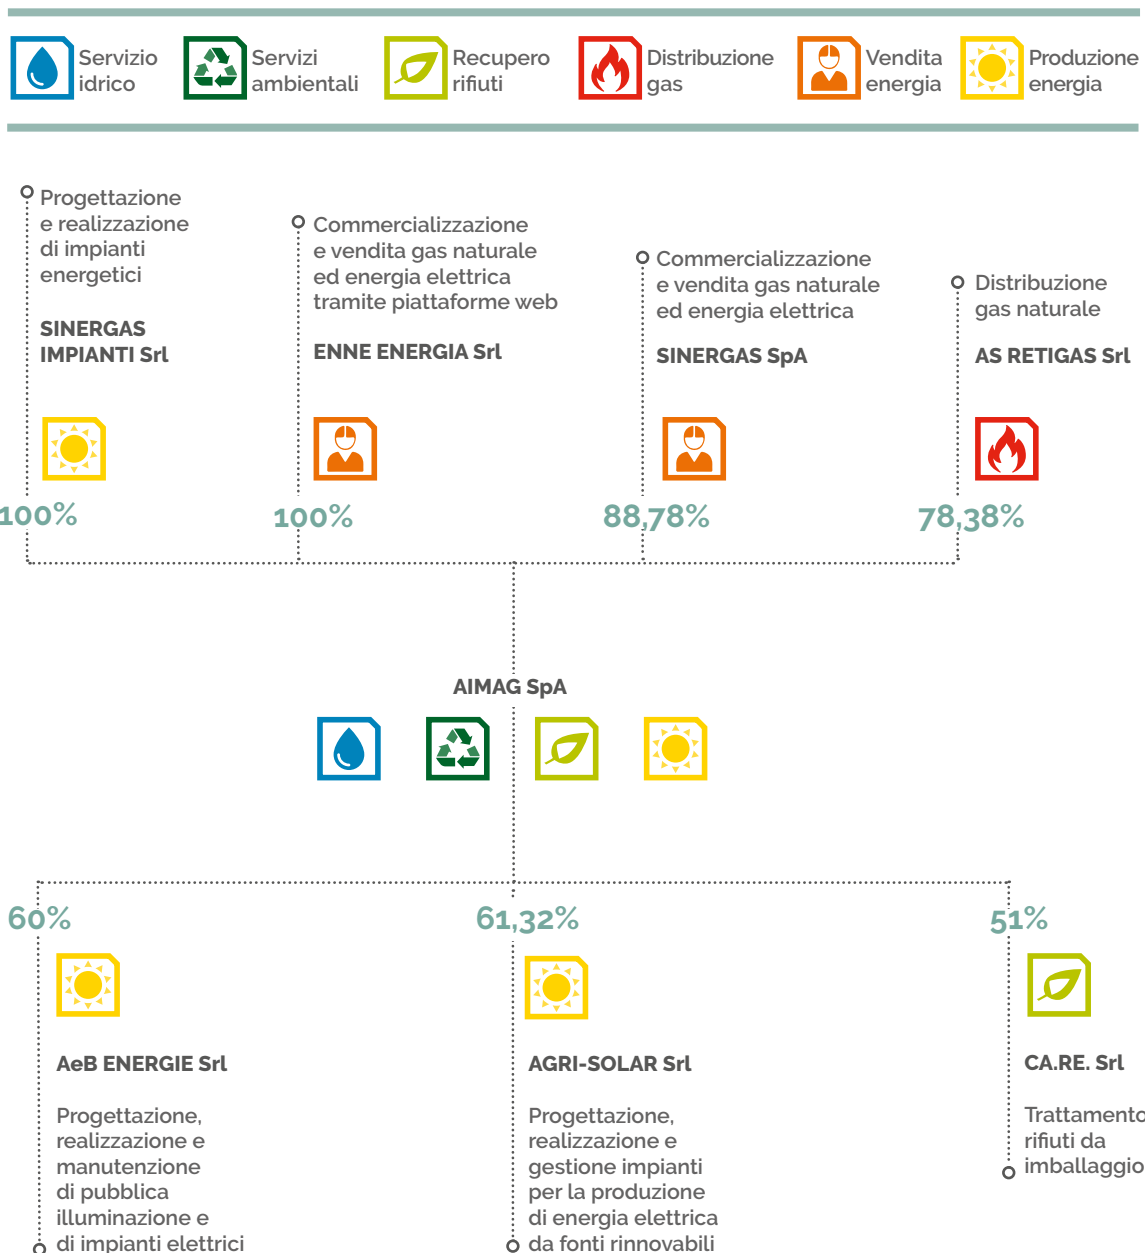 Servizio
idrico
Servizi
ambientali
Recupero
rifiuti
Distribuzione
gas
Vendita
energia
Produzione
energia
Progettazione
e realizzazione
di impianti
energetici
SINERGAS
IMPIANTI Srl
100%
Commercializzazione
e vendita gas naturale
ed energia elettrica
tramite piattaforme web
ENNE ENERGIA Srl
100%
Commercializzazione
e vendita gas naturale
ed energia elettrica
SINERGAS SpA
88,78%
Distribuzione
gas naturale
AS RETIGAS Srl
78,38%
AIMAG SpA
60%
AeB ENERGIE Srl
Progettazione,
realizzazione e
manutenzione
di pubblica
illuminazione e
di impianti elettrici
61,32%
AGRI-SOLAR Srl
Progettazione,
realizzazione e
gestione impianti
per la produzione
di energia elettrica
da fonti rinnovabili
51%
CA.RE. Srl
Trattamento
rifiuti da
imballaggio